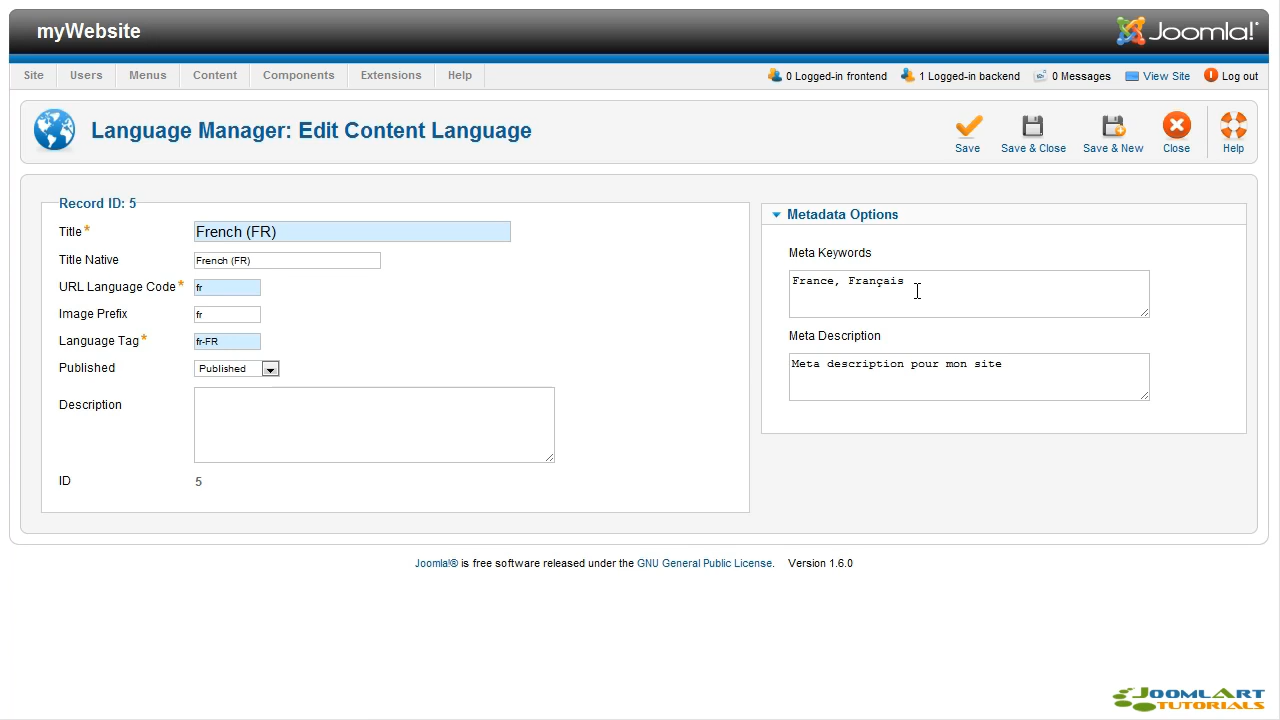 myWebsite
Joomla!
Site Users Menus Content Components Extensions Help 0 Logged-in frontend 1 Logged-in backend 0 Messages View Site Log out
Language Manager: Edit Content Language
Save Save & Close Save & New Close Help
Record ID: 5
Title* French (FR)
Title Native French (FR)
URL Language Code* fr
Image Prefix fr
Language Tag* fr-FR
Published Published
Description
ID 5
Metadata Options
Meta Keywords
France, Français
Meta Description
Meta description pour mon site
Joomla!® is free software released under the GNU General Public License. Version 1.6.0
JOOMLART
TUTORIALS